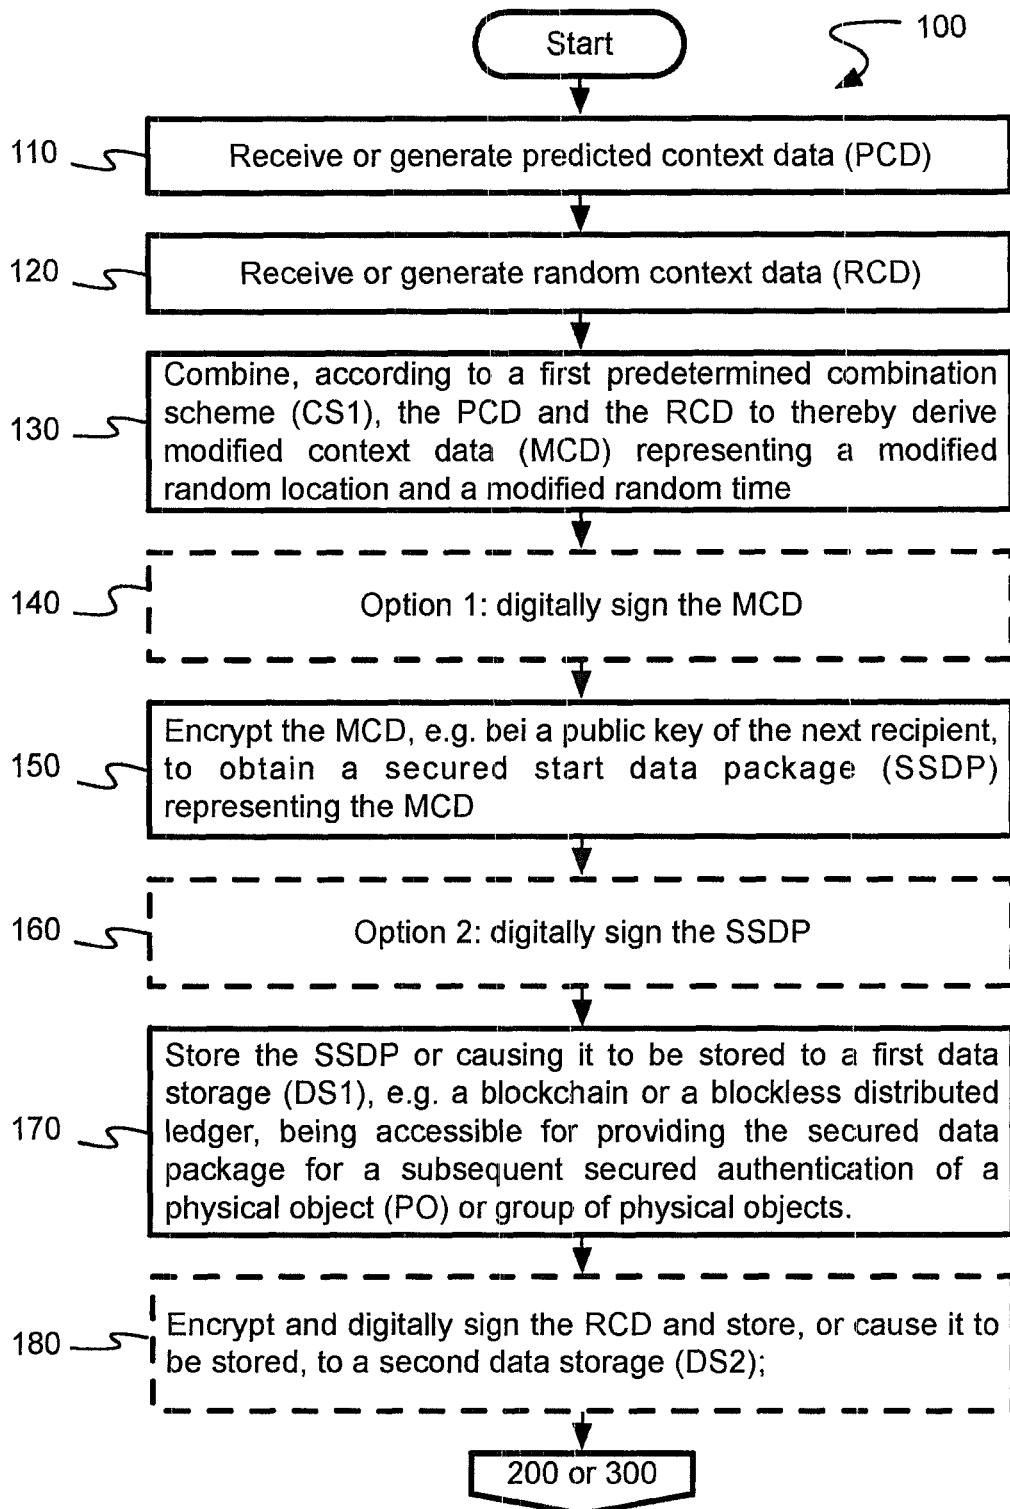 Start
100
110
Receive or generate predicted context data (PCD)
120
Receive or generate random context data (RCD)
130
Combine, according to a first predetermined combination
scheme (CS1), the PCD and the RCD to thereby derive
modified context data (MCD) representing a modified
random location and a modified random time
140
Option 1: digitally sign the MCD
150
Encrypt the MCD, e.g. bei a public key of the next recipient,
to obtain a secured start data package (SSDP)
representing the MCD
160
Option 2: digitally sign the SSDP
170
Store the SSDP or causing it to be stored to a first data
storage (DS1), e.g. a blockchain or a blockless distributed
ledger, being accessible for providing the secured data
package for a subsequent secured authentication of a
physical object (PO) or group of physical objects.
180
Encrypt and digitally sign the RCD and store, or cause it to
be stored, to a second data storage (DS2);
200 or 300